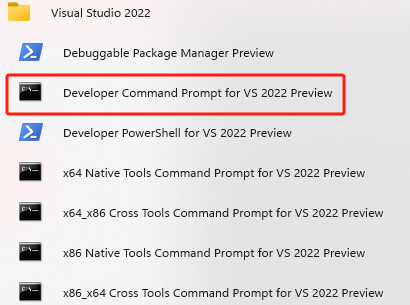 Visual Studio 2022
Debuggable Package Manager Preview
Developer Command Prompt for VS 2022 Preview
Developer PowerShell for VS 2022 Preview
x64 Native Tools Command Prompt for VS 2022 Preview
x64_x86 Cross Tools Command Prompt for VS 2022 Preview
x86 Native Tools Command Prompt for VS 2022 Preview
x86_x64 Cross Tools Command Prompt for VS 2022 Preview